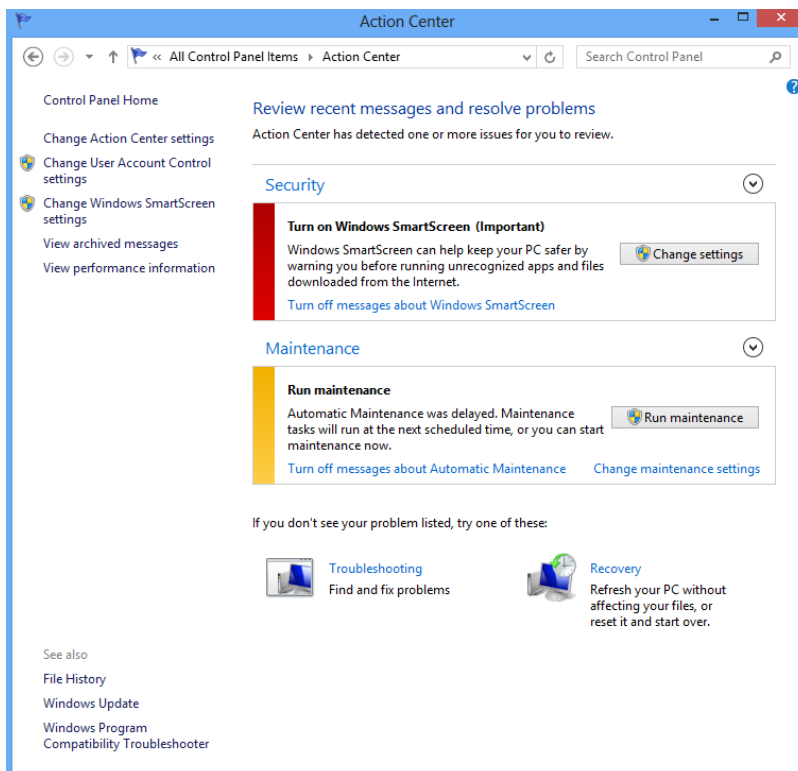 Action Center
« All Control Panel Items Action Center
Search Control Panel
Control Panel Home
Change Action Center settings
Change User Account Control
settings
Change Windows SmartScreen
settings
View archived messages
View performance information
Review recent messages and resolve problems
Action Center has detected one or more issues for you to review.
Security
Turn on Windows SmartScreen (Important)
Windows SmartScreen can help keep your PC safer by
warning you before running unrecognized apps and files
downloaded from the Internet.
Change settings
Turn off messages about Windows SmartScreen
Maintenance
Run maintenance
Automatic Maintenance was delayed. Maintenance
tasks will run at the next scheduled time, or you can start
maintenance now.
Run maintenance
Turn off messages about Automatic Maintenance
Change maintenance settings
If you don't see your problem listed, try one of these:
Troubleshooting
Find and fix problems
Recovery
Refresh your PC without
affecting your files, or
reset it and start over.
See also
File History
Windows Update
Windows Program
Compatibility Troubleshooter